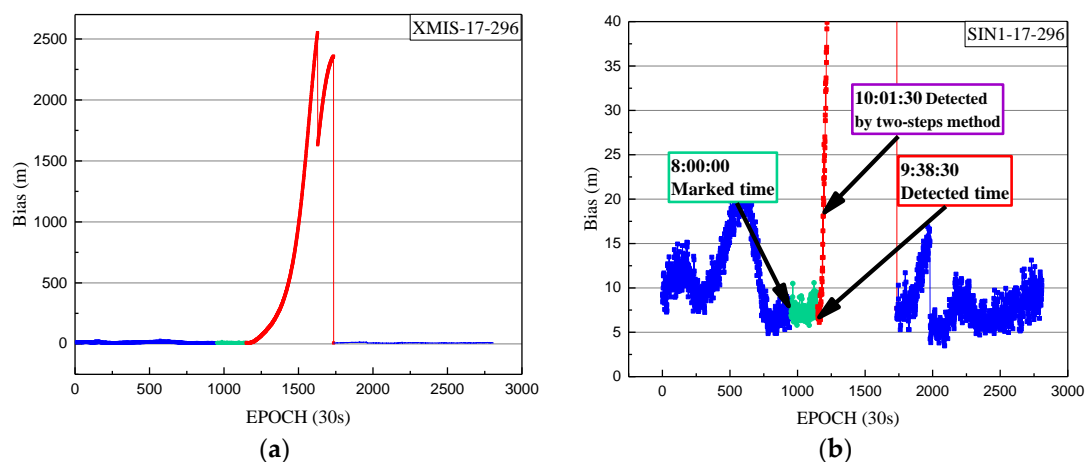 XMIS-17-296
2500
2000
1500
1000
500
0
Bias (m)
0 500 1000 1500 2000 2500 3000
EPOCH (30s)
(a)
SIN1-17-296
40
35
30
25
20
15
10
5
0
Bias (m)
10:01:30 Detected
by two-steps method
8:00:00
Marked time
9:38:30
Detected time
0 500 1000 1500 2000 2500 3000
EPOCH (30s)
(b)